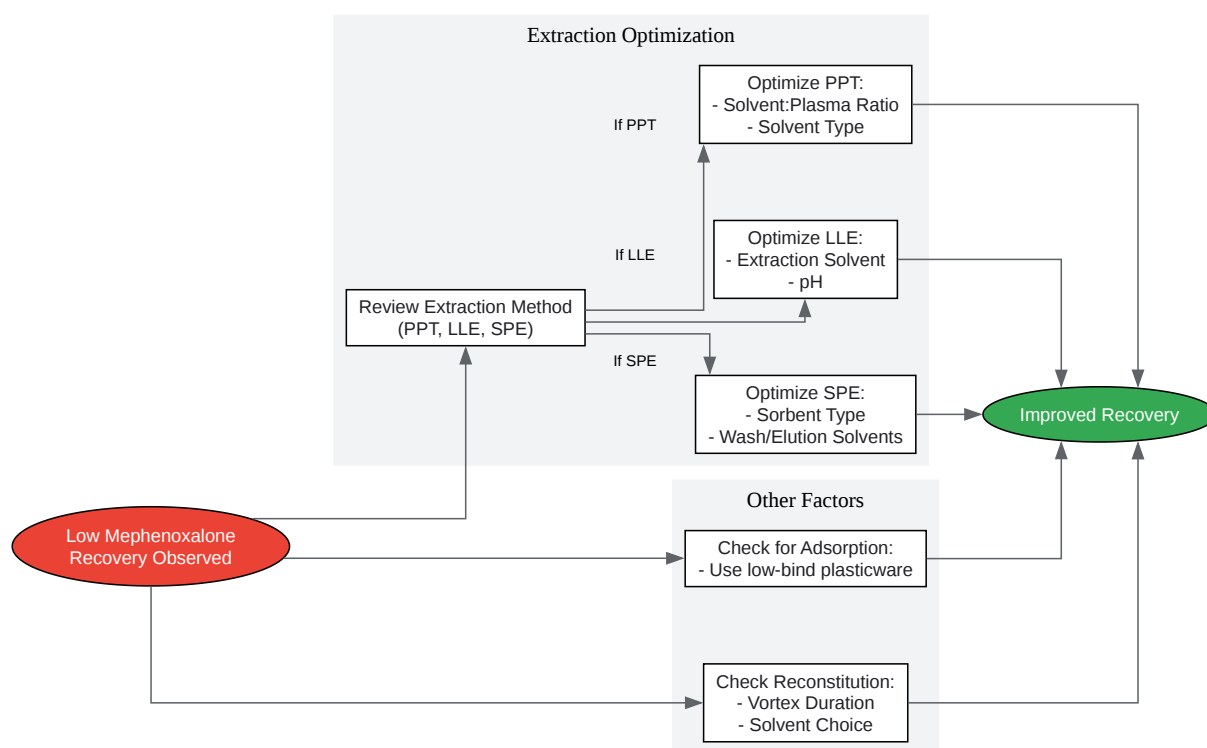 Extraction Optimization
Optimize PPT:
- Solvent:Plasma Ratio
- Solvent Type
If PPT
Optimize LLE:
- Extraction Solvent
- pH
If LLE
Review Extraction Method
(PPT, LLE, SPE)
If SPE
Optimize SPE:
- Sorbent Type
- Wash/Elution Solvents
Improved Recovery
Other Factors
Low Mephenoxalone
Recovery Observed
Check for Adsorption:
- Use low-bind plasticware
Check Reconstitution:
- Vortex Duration
- Solvent Choice